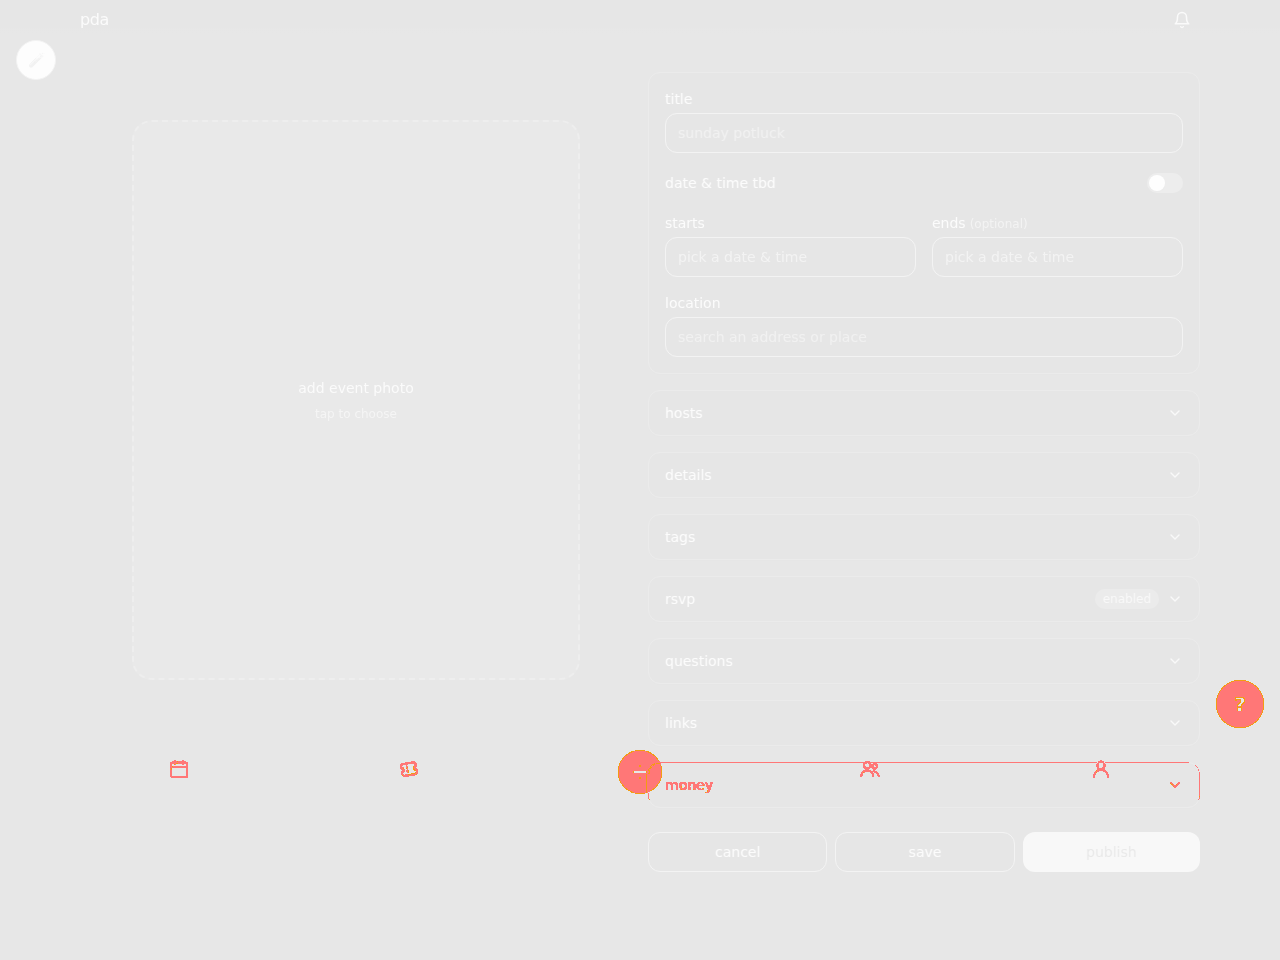 pda
title
sunday potluck
date & time tbd
starts
ends (optional)
pick a date & time
pick a date & time
location
search an address or place
add event photo
tap to choose
hosts
details
tags
rsvp
enabled
questions
links
?
money
cancel
save
publish